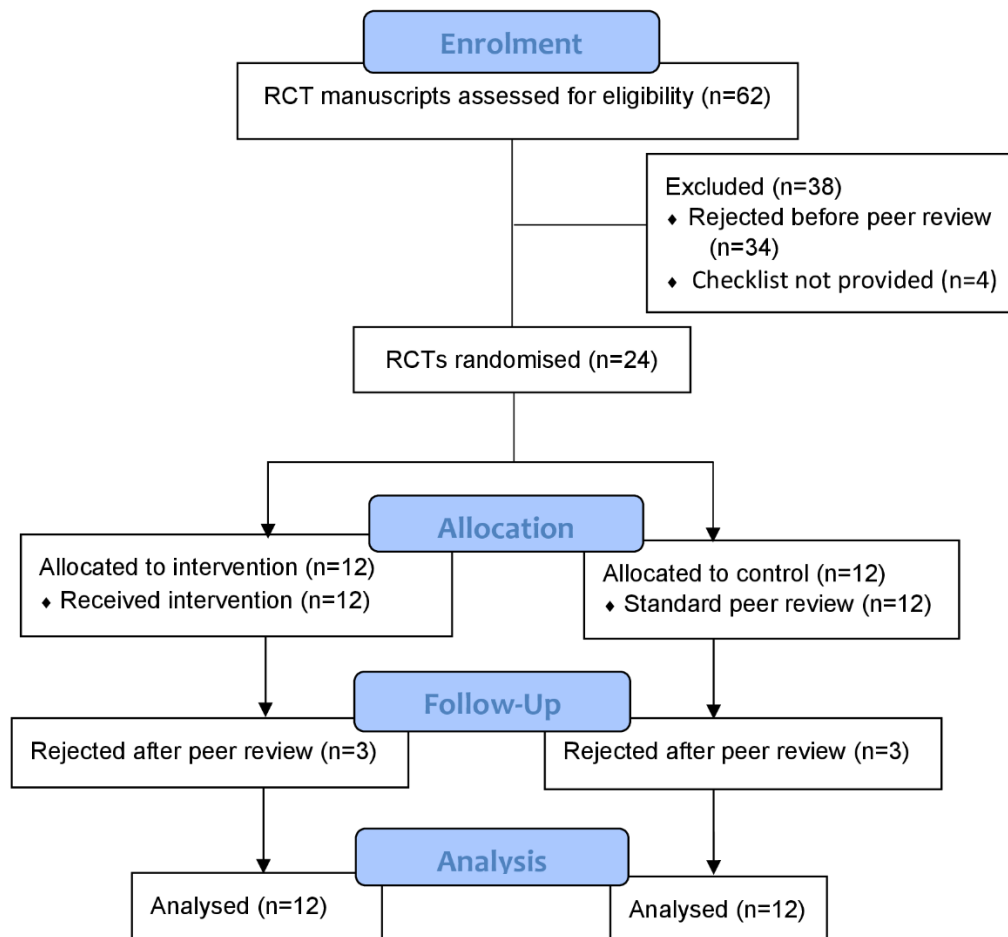 Enrolment
RCT manuscripts assessed for eligibility (n=62)
Excluded (n=38)
♦ Rejected before peer review
(n=34)
♦ Checklist not provided (n=4)
RCTs randomised (n=24)
Allocation
Allocated to intervention (n=12)
♦ Received intervention (n=12)
Allocated to control (n=12)
♦ Standard peer review (n=12)
Follow-Up
Rejected after peer review (n=3)
Rejected after peer review (n=3)
Analysis
Analysed (n=12)
Analysed (n=12)